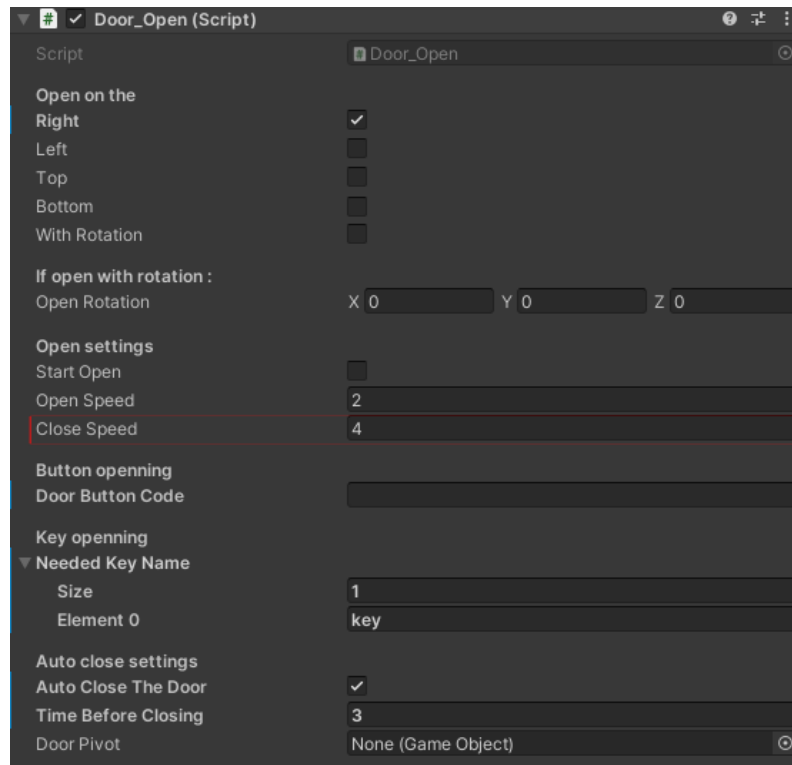 Door_Open (Script)
Script Door_Open
Open on the
Right
Left
Top
Bottom
With Rotation
If open with rotation :
Open Rotation X 0 Y 0 Z 0
Open settings
Start Open
Open Speed 2
Close Speed 4
Button openning
Door Button Code
Key openning
Needed Key Name
Size 1
Element 0 key
Auto close settings
Auto Close The Door
Time Before Closing 3
Door Pivot None (Game Object)